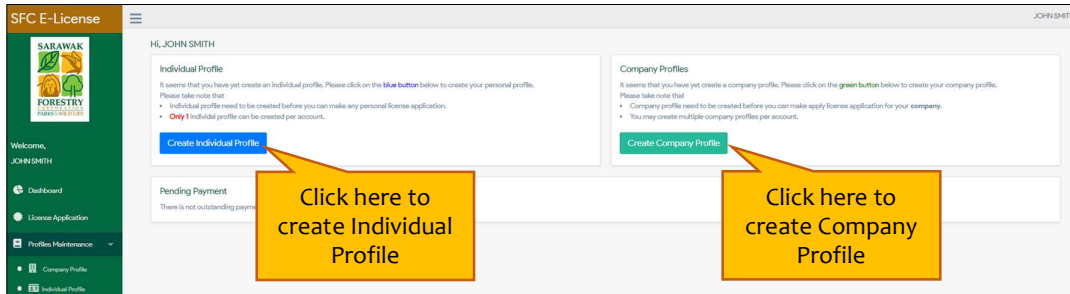 SFC E-License
JOHN SMIT
SARAWAK
FORESTRY
CORPORATION
PARKS & WILD LIFE
Welcome,
JOHN SMITH
Dashboard
License Application
Profiles Maintenance
Company Profile
Individual Profile
Hi, JOHN SMITH
Individual Profile
It seems that you have yet create an individual profile. Please click on the blue button below to create your personal profile.
Please take note that
• Individual profile need to be created before you can make any personal license application.
• Only 1 individal profile can be created per account.
Create Individual Profile
Company Profiles
It seems that you have yet create a company profile. Please click on the green button below to create your company profile.
Please take note that
• Company profile need to be created before you can make apply license application for your company.
• You may create multiple company profiles per account.
Create Company Profile
Pending Payment
There is not outstanding payme
Click here to
create Individual
Profile
Click here to
create Company
Profile